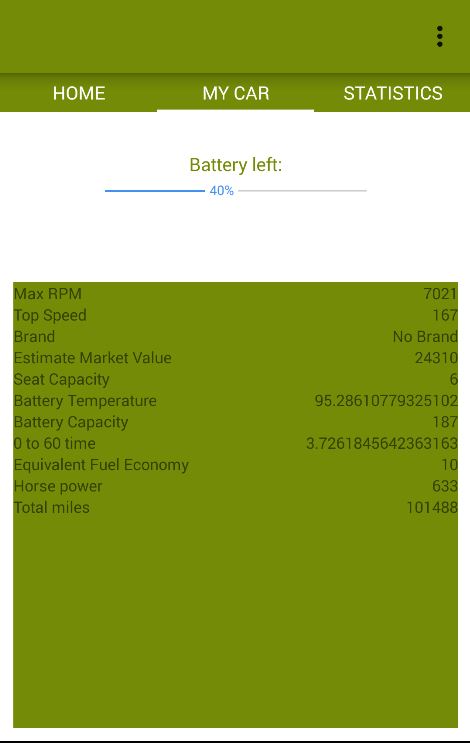 HOME MY CAR STATISTICS
Battery left:
40%
Max RPM 7021
Top Speed 167
Brand No Brand
Estimate Market Value 24310
Seat Capacity 6
Battery Temperature 95.28610779325102
Battery Capacity 187
0 to 60 time 3.7261845642363163
Equivalent Fuel Economy 10
Horse power 633
Total miles 101488